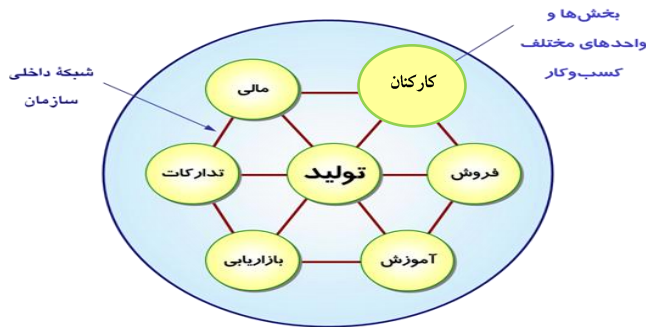 بخش‌ها و
واحدهای مختلف
کسب‌وکار
شبکهٔ داخلی
سازمان
کارکنان
مالی
فروش
تولید
تدارکات
آموزش
بازاریابی